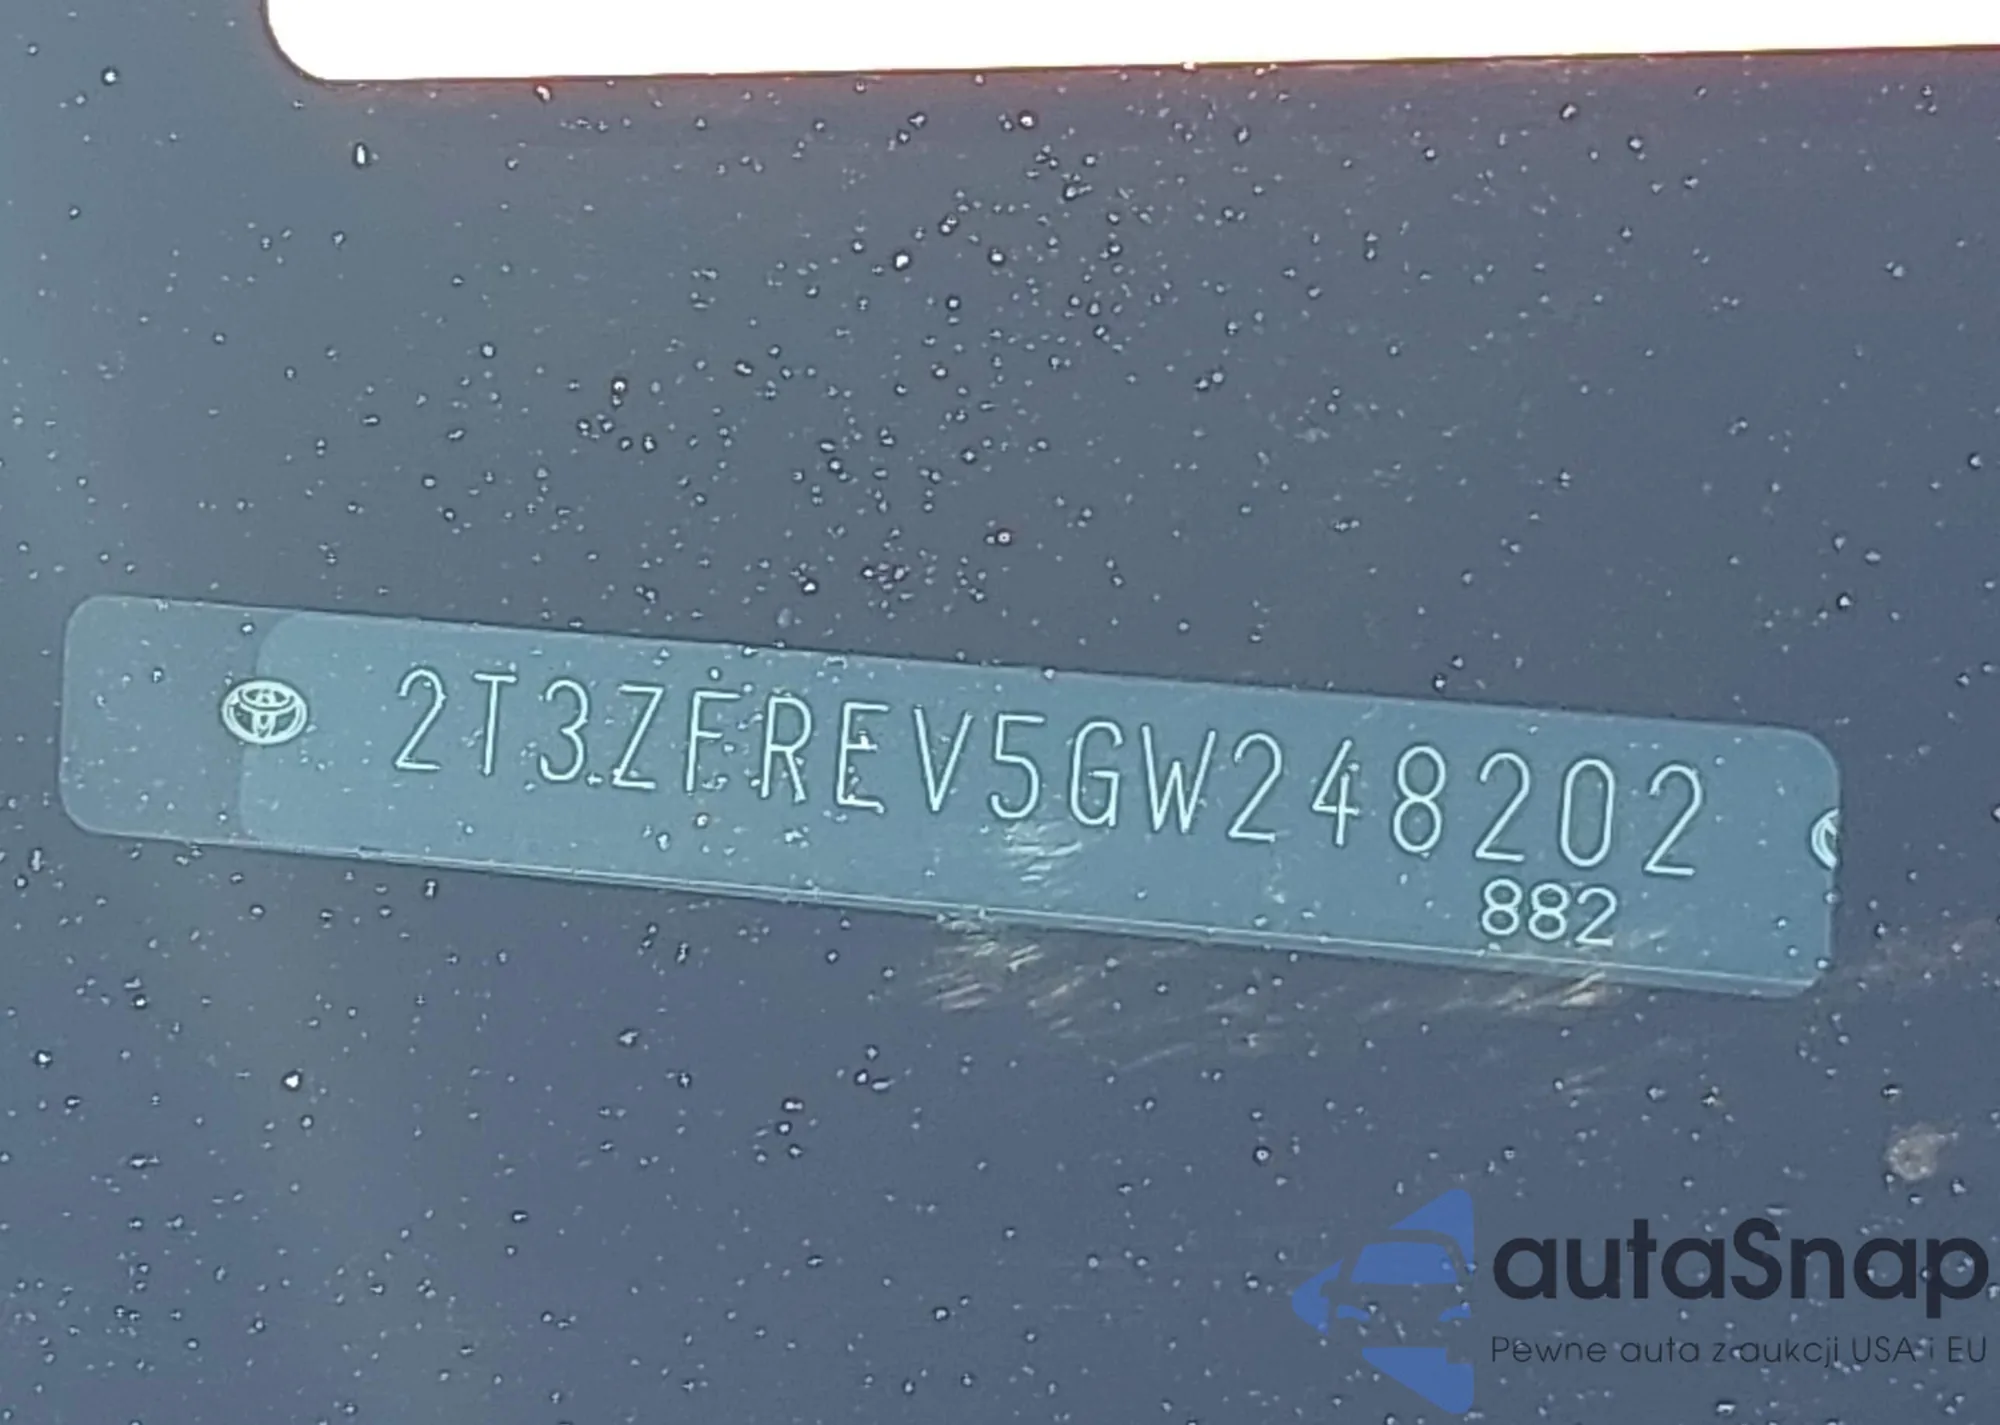 2T3ZFREV5GW248202
882
autaSnap
Pewne auta z aukcji USA i EU